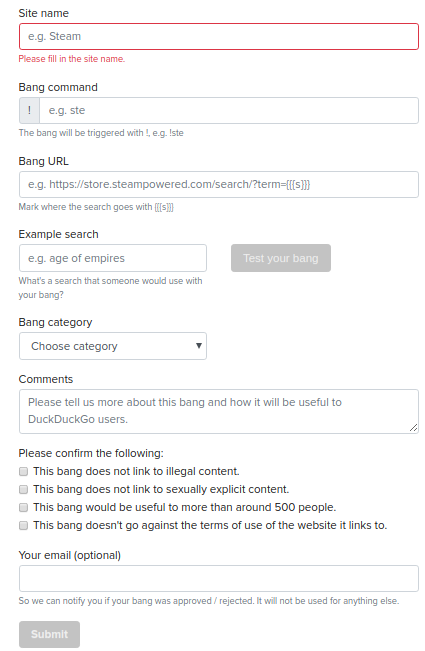 Site name
e.g. Steam
Please fill in the site name.
Bang command
! e.g. ste
The bang will be triggered with !, e.g. !ste
Bang URL
e.g. https://store.steampowered.com/search/?term={{{s}}}
Mark where the search goes with {{{s}}}
Example search
e.g. age of empires
Test your bang
What's a search that someone would use with
your bang?
Bang category
Choose category
Comments
Please tell us more about this bang and how it will be useful to
DuckDuckGo users.
Please confirm the following:
This bang does not link to illegal content.
This bang does not link to sexually explicit content.
This bang would be useful to more than around 500 people.
This bang doesn't go against the terms of use of the website it links to.
Your email (optional)
So we can notify you if your bang was approved / rejected. It will not be used for anything else.
Submit